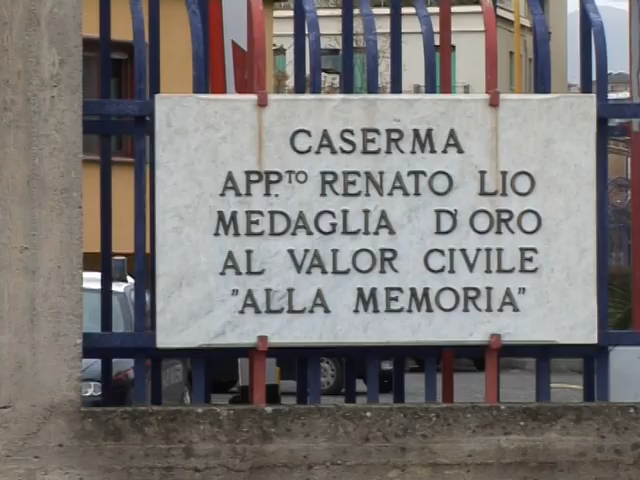 CASERMA
APP.TO RENATO LIO
MEDAGLIA D'ORO
AL VALOR CIVILE
"ALLA MEMORIA"